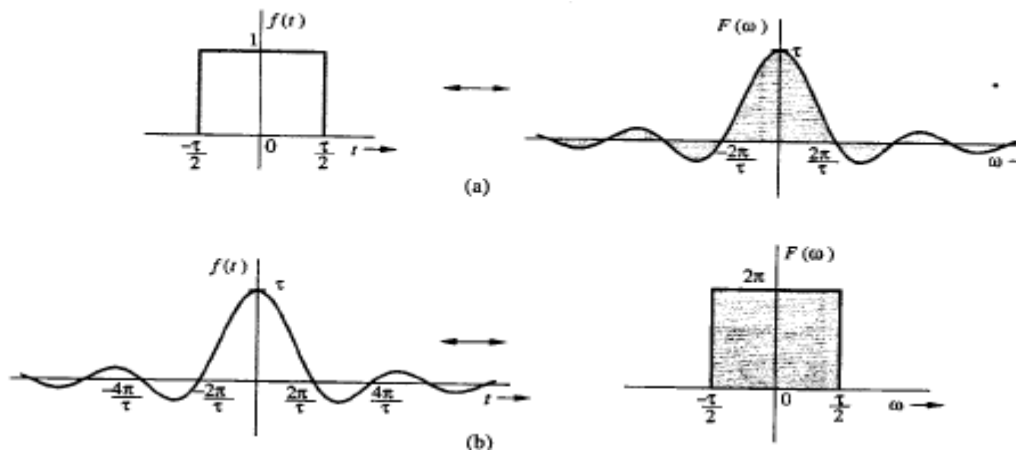 f(t)
1
-τ/2 0 τ/2 t →
F(ω)
τ
-2π/τ 2π/τ ω
(a)
f(t)
τ
-4π/τ -2π/τ 2π/τ 4π/τ t →
F(ω)
2π
-τ/2 0 τ/2 ω →
(b)